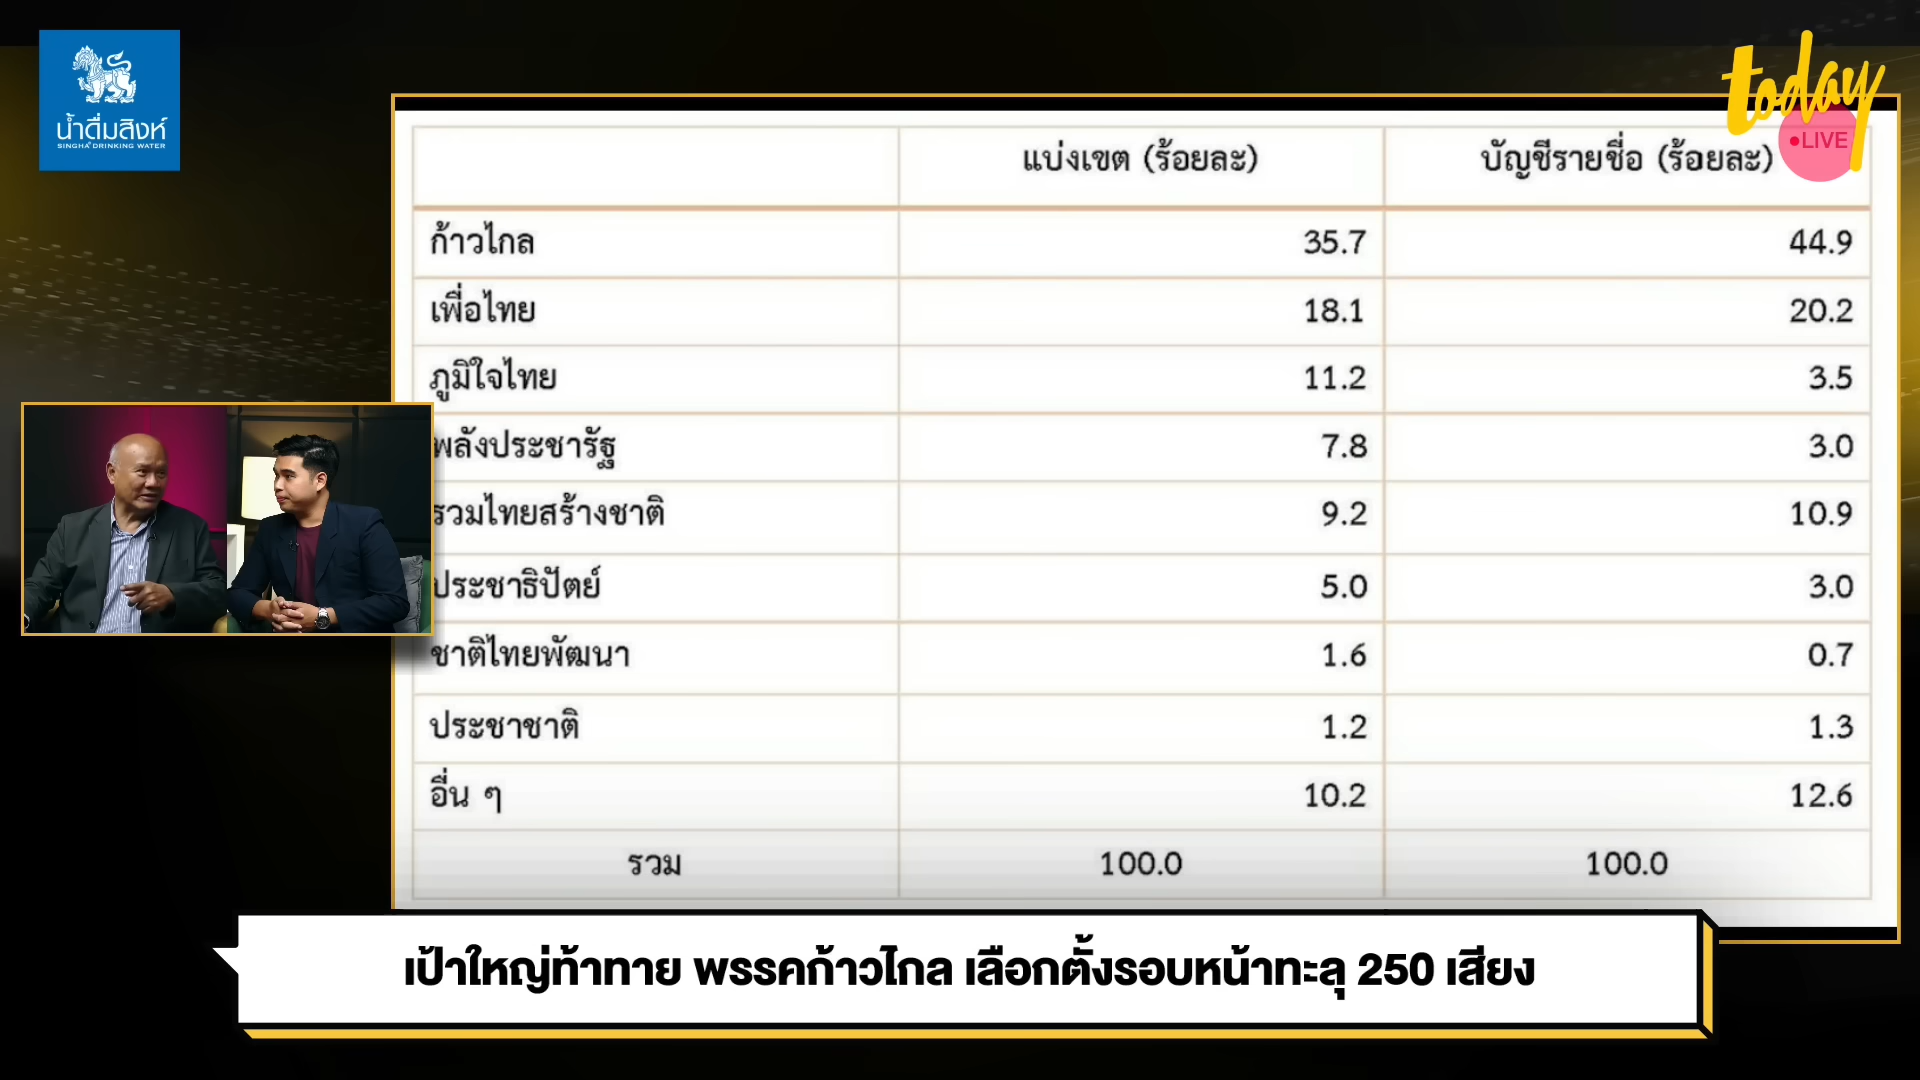 น้ำดื่มสิงห์
SINGHA DRINKING WATER
today
LIVE
แบ่งเขต (ร้อยละ) บัญชีรายชื่อ (ร้อยละ)
ก้าวไกล 35.7 44.9
เพื่อไทย 18.1 20.2
ภูมิใจไทย 11.2 3.5
พลังประชารัฐ 7.8 3.0
รวมไทยสร้างชาติ 9.2 10.9
ประชาธิปัตย์ 5.0 3.0
ชาติไทยพัฒนา 1.6 0.7
ประชาชาติ 1.2 1.3
อื่น ๆ 10.2 12.6
รวม 100.0 100.0
เป้าใหญ่ท้าทาย พรรคก้าวไกล เลือกตั้งรอบหน้าทะลุ 250 เสียง